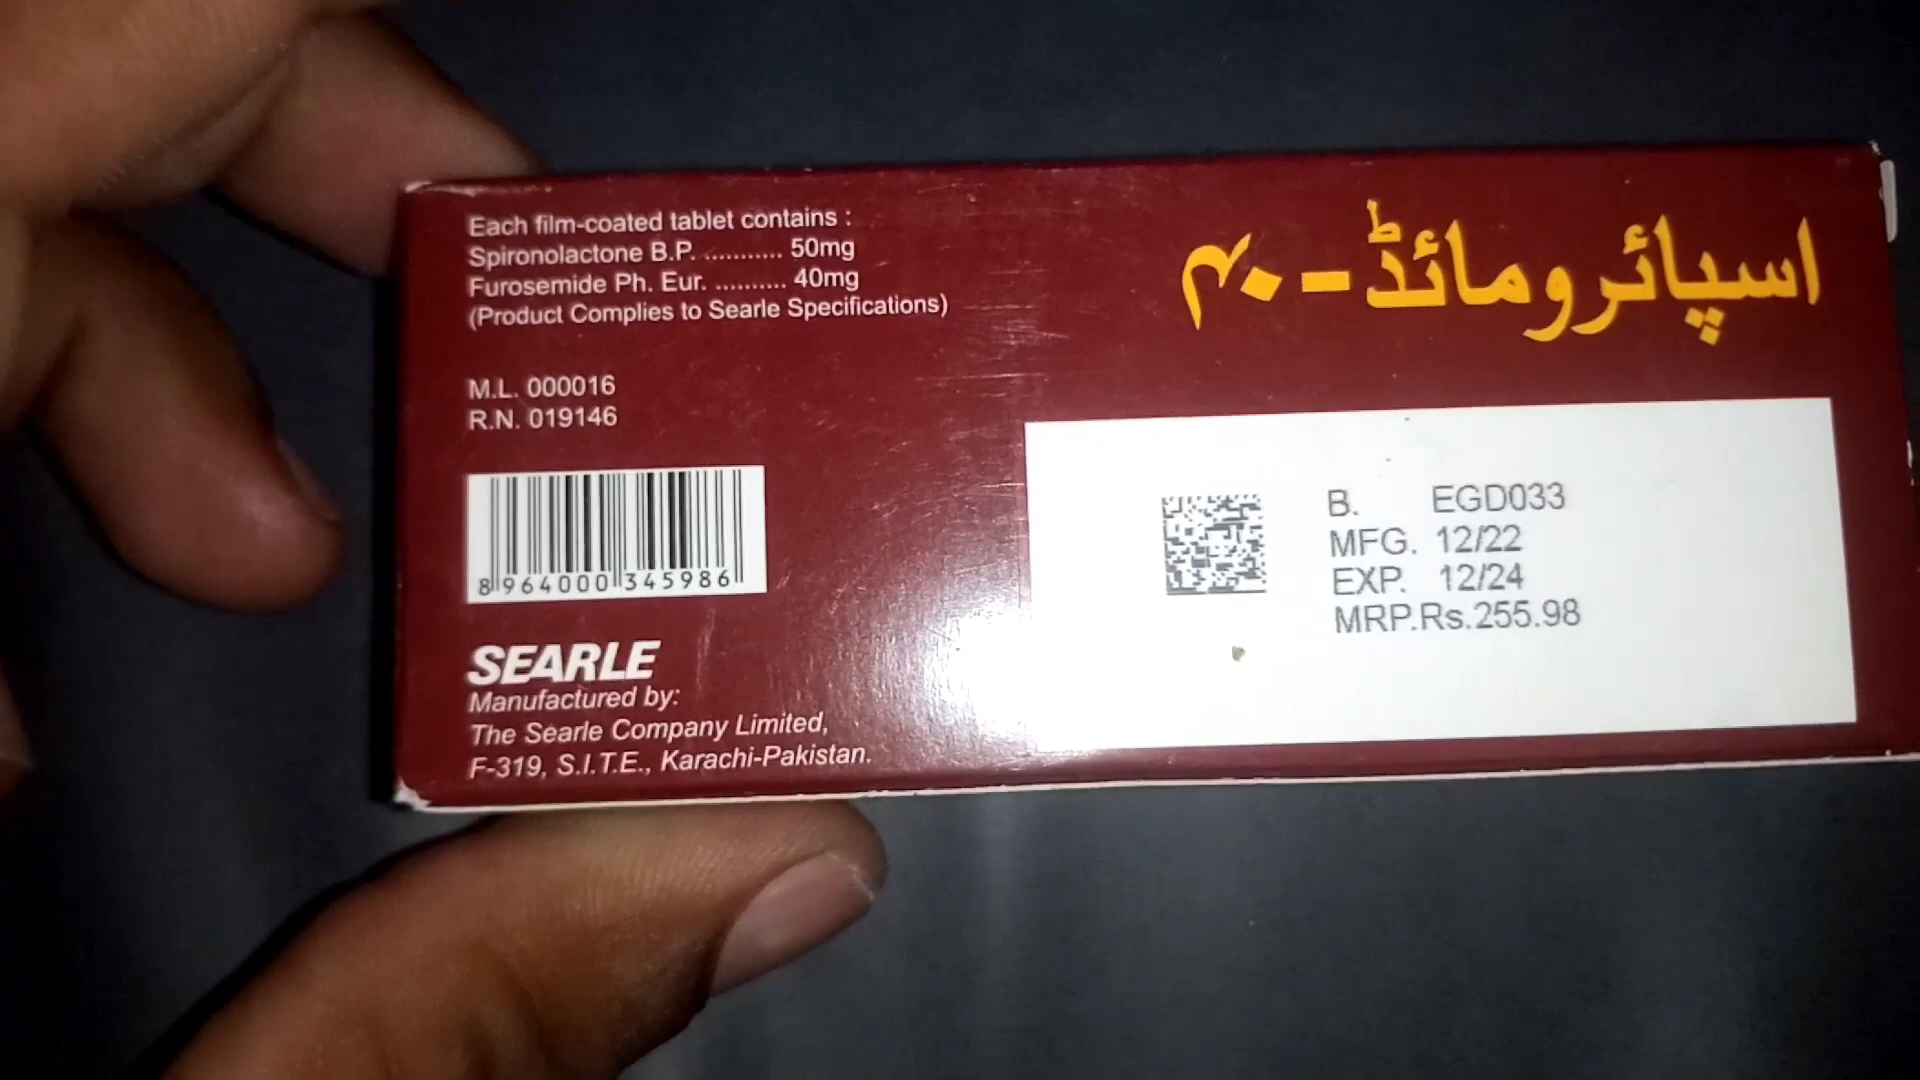 Each film-coated tablet contains :
Spironolactone B.P. ........... 50mg
Furosemide Ph. Eur. .......... 40mg
(Product Complies to Searle Specifications)
M.L. 000016
R.N. 019146
8 964000 345986
SEARLE
Manufactured by:
The Searle Company Limited,
F-319, S.I.T.E., Karachi-Pakistan.
اسپائرومائڈ-۴۰
B. EGD033
MFG. 12/22
EXP. 12/24
MRP.Rs.255.98